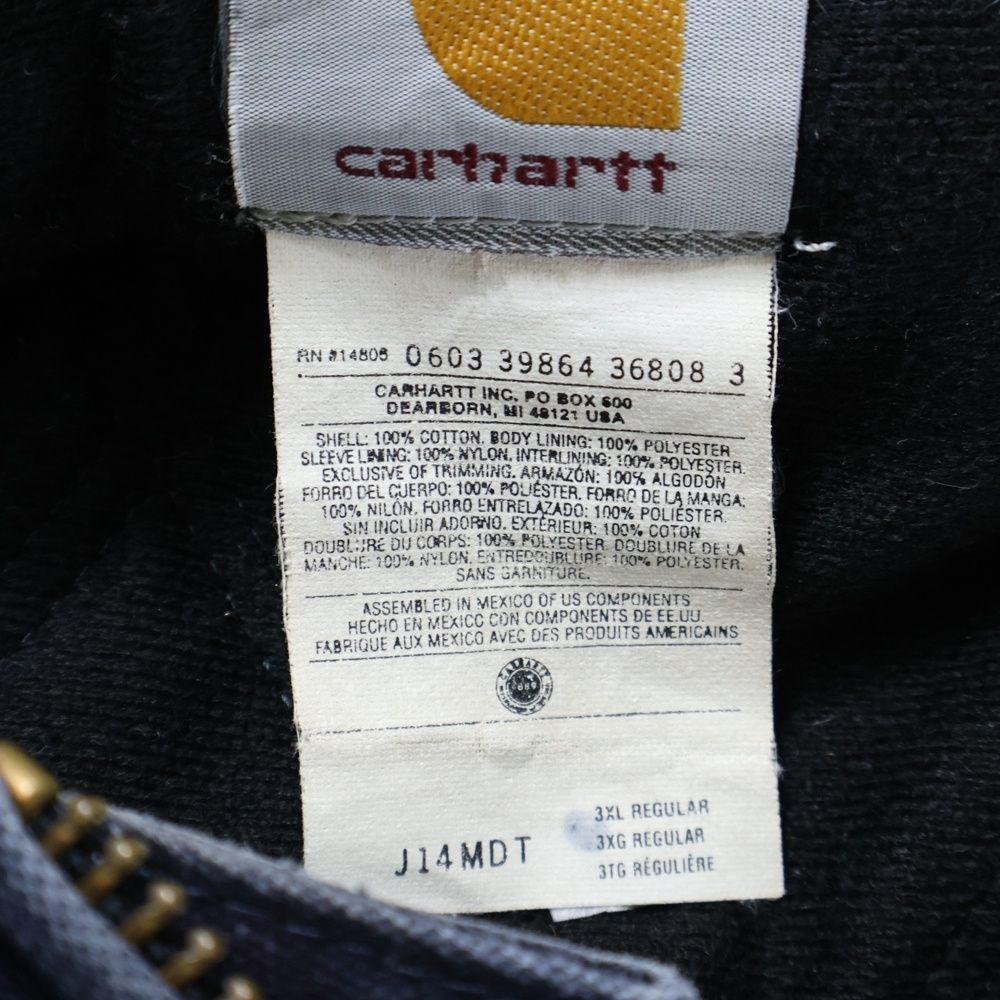 carhartt
RN #14806 0603 39864 36808 3
CARHARTT INC. PO BOX 600
DEARBORN, MI 48121 USA
SHELL: 100% COTTON. BODY LINING: 100% POLYESTER
SLEEVE LINING: 100% NYLON. INTERLINING: 100% POLYESTER.
EXCLUSIVE OF TRIMMING. ARMAZÓN: 100% ALGODÓN
FORRO DEL CUERPO: 100% POLIÉSTER. FORRO DE LA MANGA:
100% NILÓN. FORRO ENTRELAZADO: 100% POLIÉSTER.
SIN INCLUIR ADORNO. EXTÉRIEUR: 100% COTON
DOUBLURE DU CORPS: 100% POLYESTER. DOUBLURE DE LA
MANCHE: 100% NYLON. ENTREDOUBLURE: 100% POLYESTER.
SANS GARNITURE.
ASSEMBLED IN MEXICO OF US COMPONENTS
HECHO EN MEXICO CON COMPONENTS DE EE.UU.
FABRIQUE AUX MEXICO AVEC DES PRODUITS AMERICAINS
CARHARTT
J14MDT
3XL REGULAR
3XG REGULAR
3TG RÉGULIÈRE